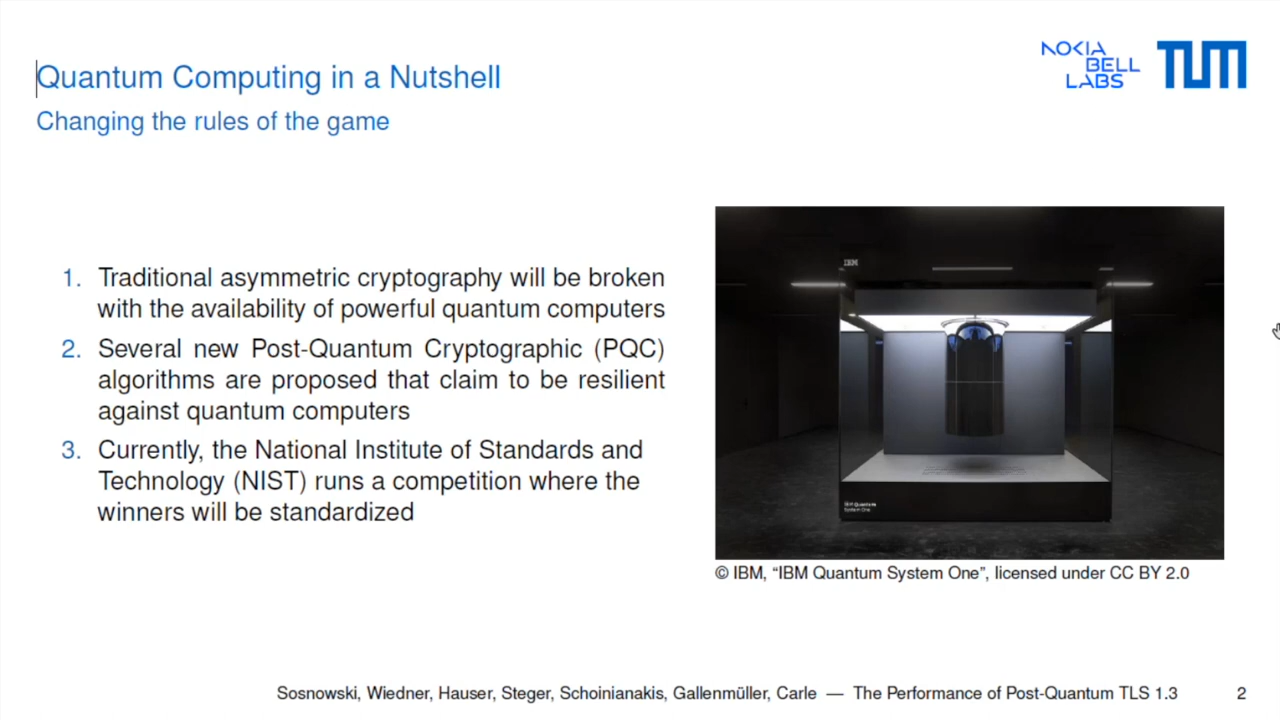 Quantum Computing in a Nutshell
Changing the rules of the game
NOKIA
BELL
LABS
TUM
1. Traditional asymmetric cryptography will be broken
with the availability of powerful quantum computers
2. Several new Post-Quantum Cryptographic (PQC)
algorithms are proposed that claim to be resilient
against quantum computers
3. Currently, the National Institute of Standards and
Technology (NIST) runs a competition where the
winners will be standardized
IBM
IBM Quantum
System One
© IBM, “IBM Quantum System One”, licensed under CC BY 2.0
Sosnowski, Wiedner, Hauser, Steger, Schoinianakis, Gallenmüller, Carle — The Performance of Post-Quantum TLS 1.3 2